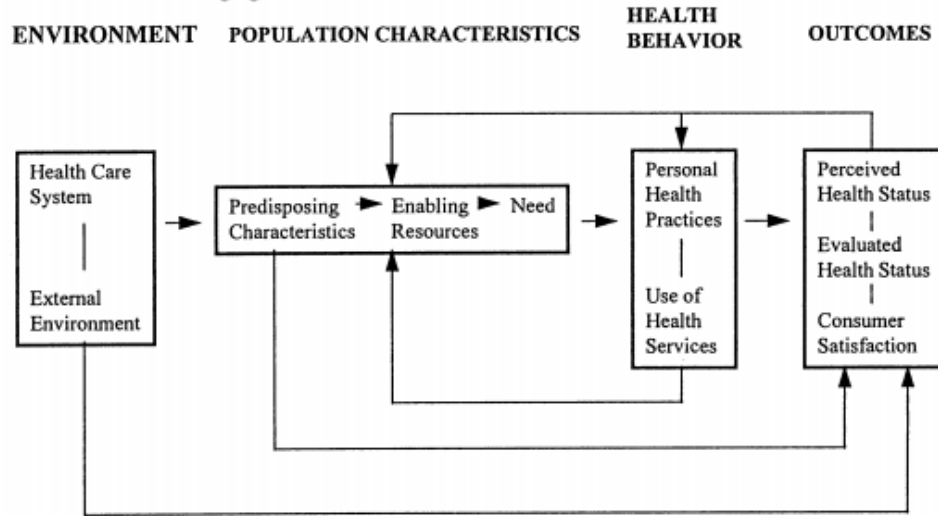 ENVIRONMENT
POPULATION CHARACTERISTICS
HEALTH
BEHAVIOR
OUTCOMES
Health Care
System
External
Environment
Predisposing
Characteristics
Enabling
Resources
Need
Personal
Health
Practices
Use of
Health
Services
Perceived
Health Status
Evaluated
Health Status
Consumer
Satisfaction